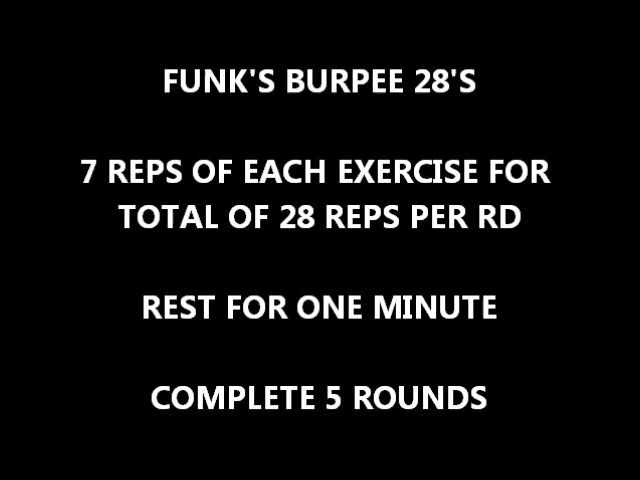 FUNK'S BURPEE 28'S
7 REPS OF EACH EXERCISE FOR
TOTAL OF 28 REPS PER RD
REST FOR ONE MINUTE
COMPLETE 5 ROUNDS